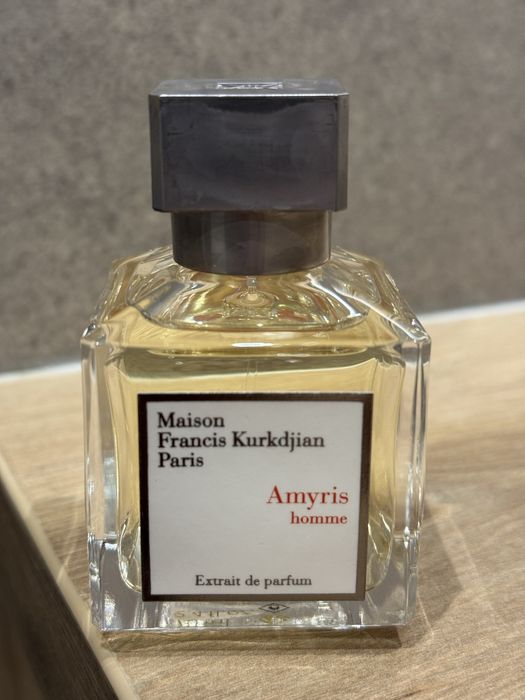 Maison
Francis Kurkdjian
Paris
Amyris
homme
Extrait de parfum